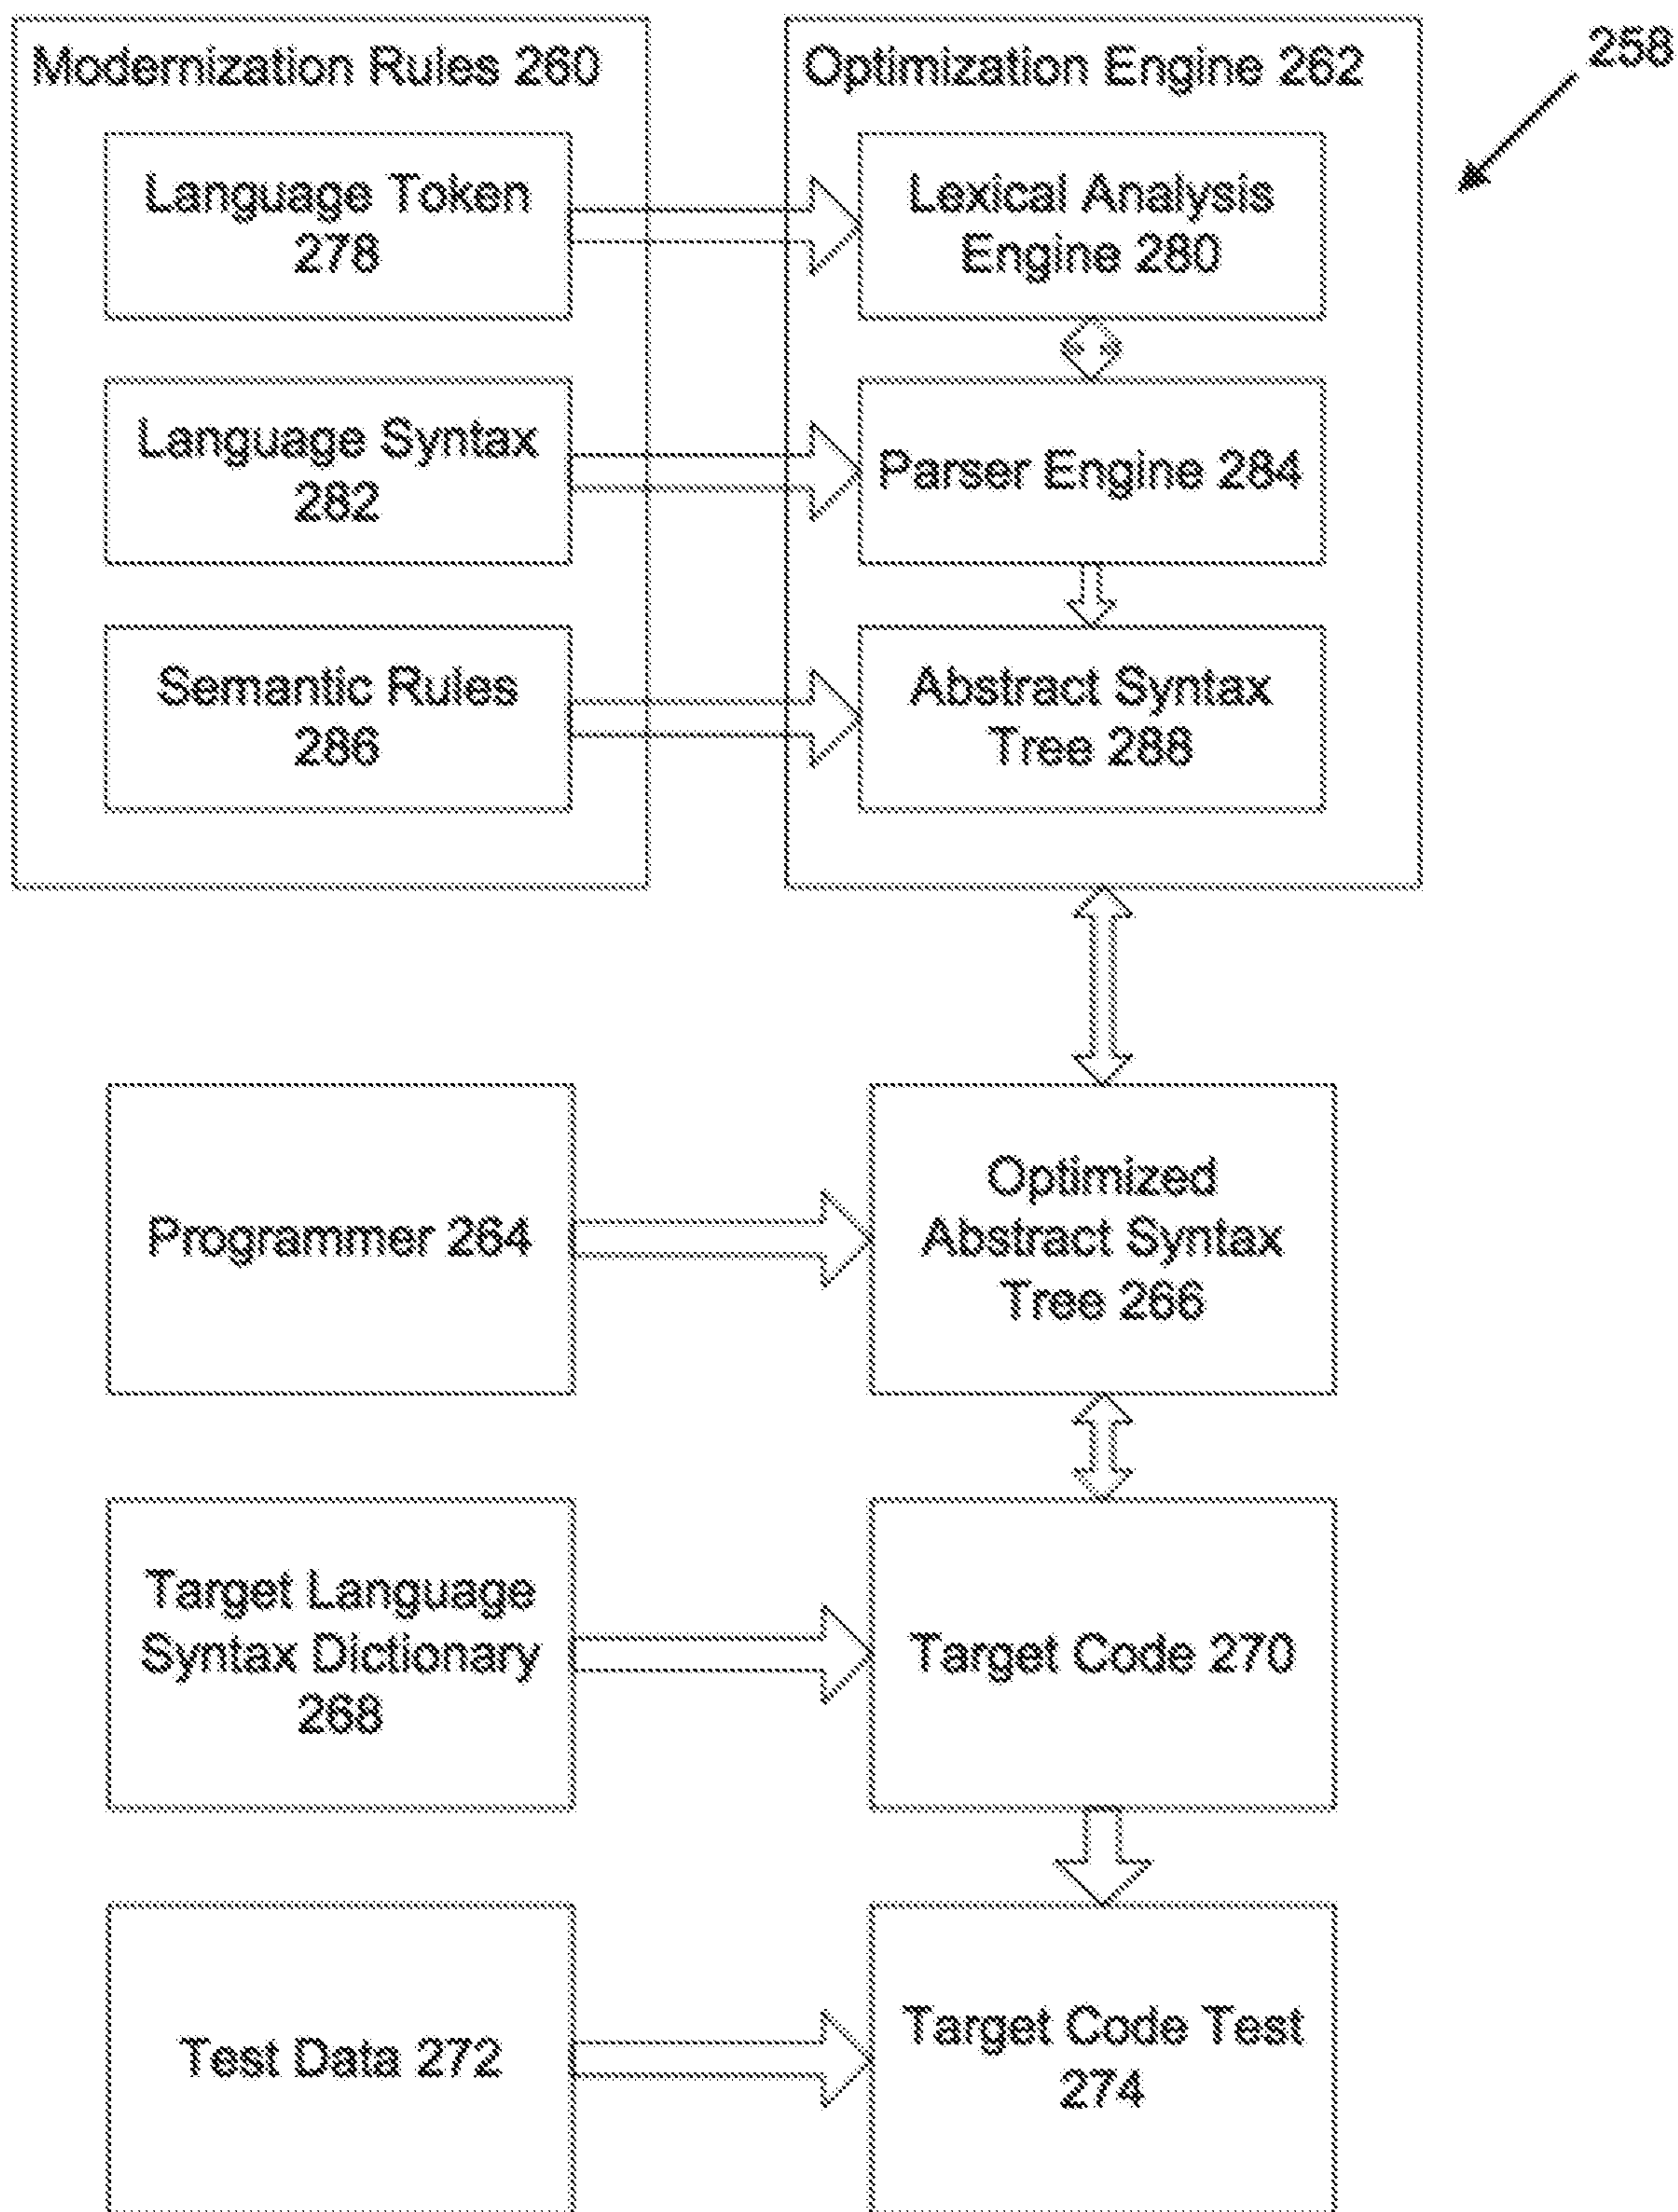 Modernization Rules 260
Optimization Engine 262
258
Language Token
278
Lexical Analysis
Engine 280
Language Syntax
282
Parser Engine 284
Semantic Rules
286
Abstract Syntax
Tree 288
Programmer 264
Optimized
Abstract Syntax
Tree 266
Target Language
Syntax Dictionary
268
Target Code 270
Test Data 272
Target Code Test
274